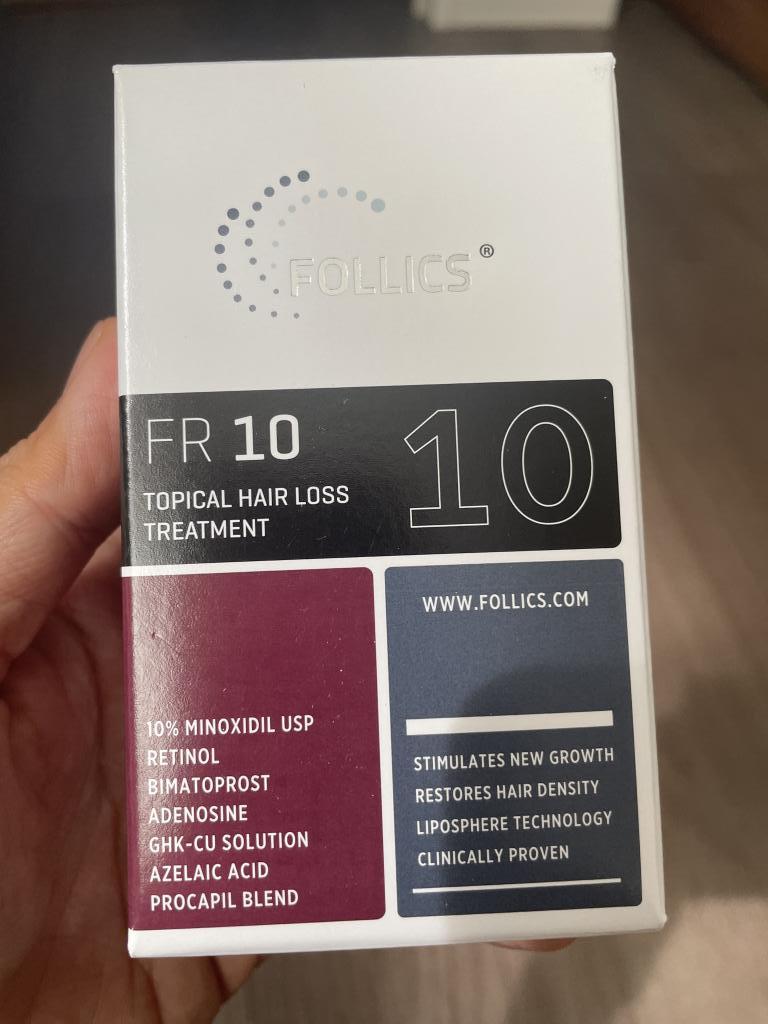 FOLLICS®
FR 10
10
TOPICAL HAIR LOSS
TREATMENT
10% MINOXIDIL USP
RETINOL
BIMATOPROST
ADENOSINE
GHK-CU SOLUTION
AZELAIC ACID
PROCAPIL BLEND
WWW.FOLLICS.COM
STIMULATES NEW GROWTH
RESTORES HAIR DENSITY
LIPOSPHERE TECHNOLOGY
CLINICALLY PROVEN